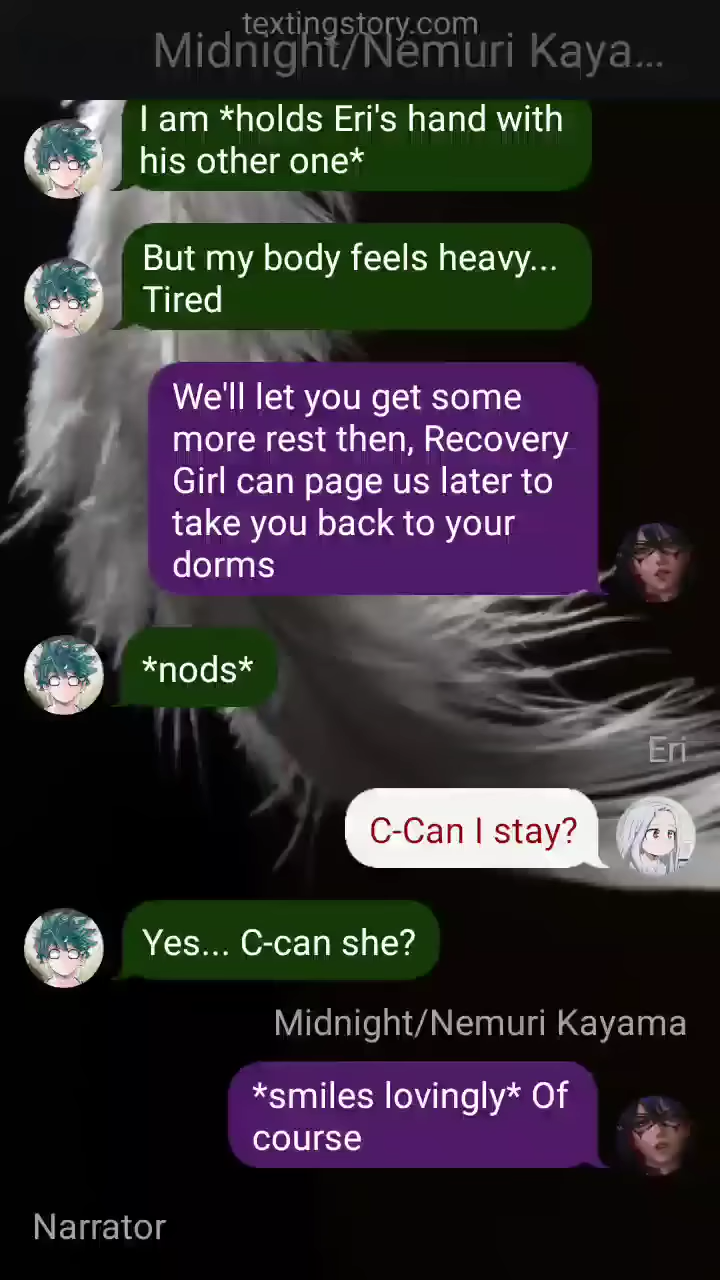 textingstory.com
Midnight/Nemuri Kaya...
I am *holds Eri's hand with
his other one*
But my body feels heavy...
Tired
We'll let you get some
more rest then, Recovery
Girl can page us later to
take you back to your
dorms
*nods*
Eri
C-Can I stay?
Yes... C-can she?
Midnight/Nemuri Kayama
*smiles lovingly* Of
course
Narrator